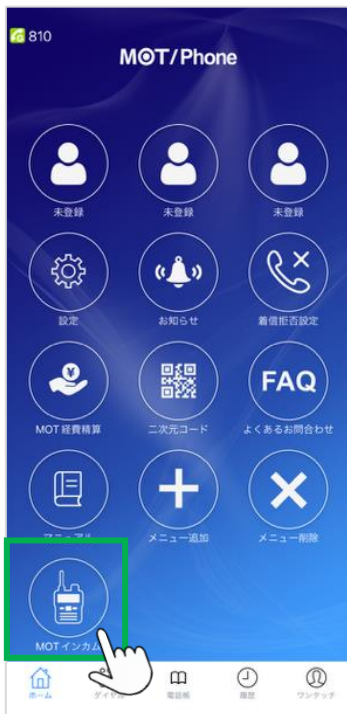 810
MOT/Phone
未登録 未登録 未登録
設定 お知らせ 着信拒否設定
¥
MOT 経費精算 二次元コード よくあるお問合わせ
FAQ
マニュアル メニュー追加 メニュー削除
MOT インカム
ホーム ダイヤル 電話帳 履歴 ワンタッチ